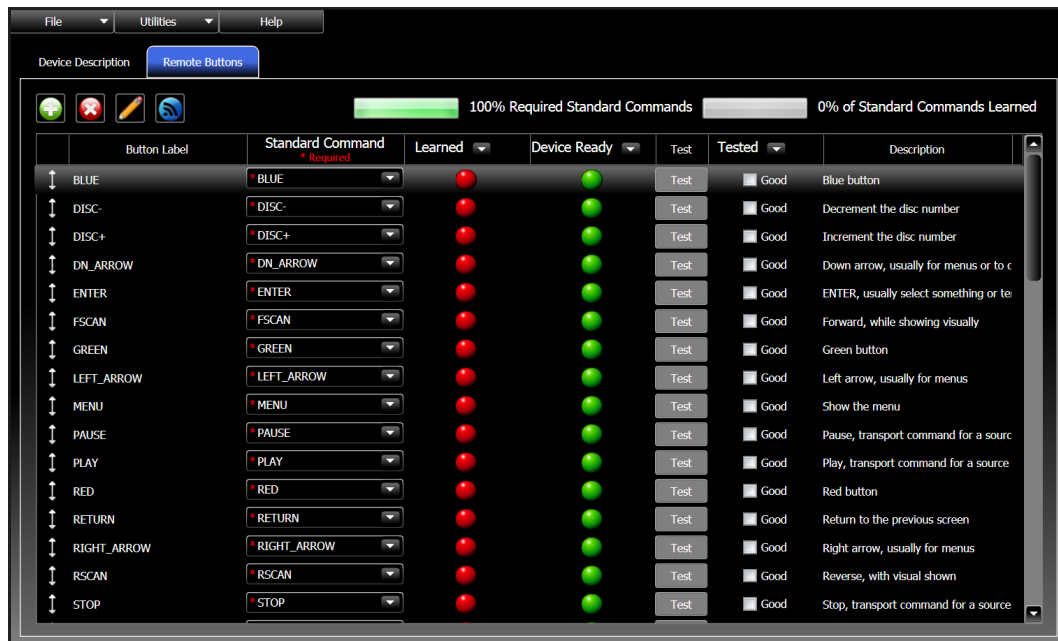 File Utilities Help
Device Description Remote Buttons
100% Required Standard Commands 0% of Standard Commands Learned
Button Label Standard Command Learned Device Ready Test Tested Description
* Required
BLUE * BLUE Test Good Blue button
DISC- * DISC- Test Good Decrement the disc number
DISC+ * DISC+ Test Good Increment the disc number
DN_ARROW * DN_ARROW Test Good Down arrow, usually for menus or to c
ENTER * ENTER Test Good ENTER, usually select something or te
FSCAN * FSCAN Test Good Forward, while showing visually
GREEN * GREEN Test Good Green button
LEFT_ARROW * LEFT_ARROW Test Good Left arrow, usually for menus
MENU * MENU Test Good Show the menu
PAUSE * PAUSE Test Good Pause, transport command for a sourc
PLAY * PLAY Test Good Play, transport command for a source
RED * RED Test Good Red button
RETURN * RETURN Test Good Return to the previous screen
RIGHT_ARROW * RIGHT_ARROW Test Good Right arrow, usually for menus
RSCAN * RSCAN Test Good Reverse, with visual shown
STOP * STOP Test Good Stop, transport command for a source